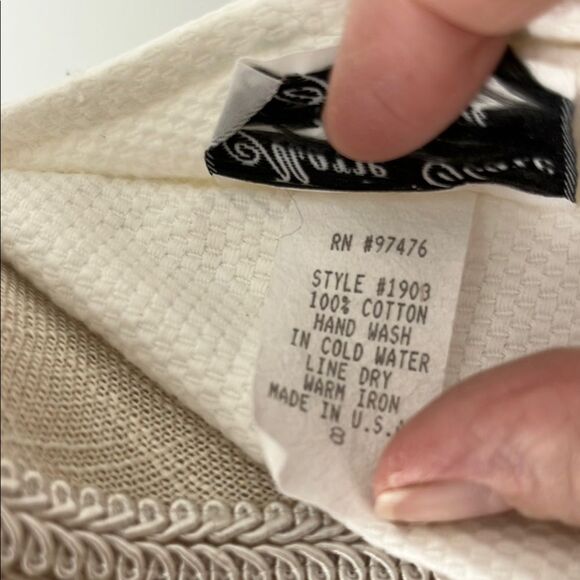 RN #97476
STYLE #1903
100% COTTON
HAND WASH
IN COLD WATER
LINE DRY
WARM IRON
MADE IN U.S.A
8